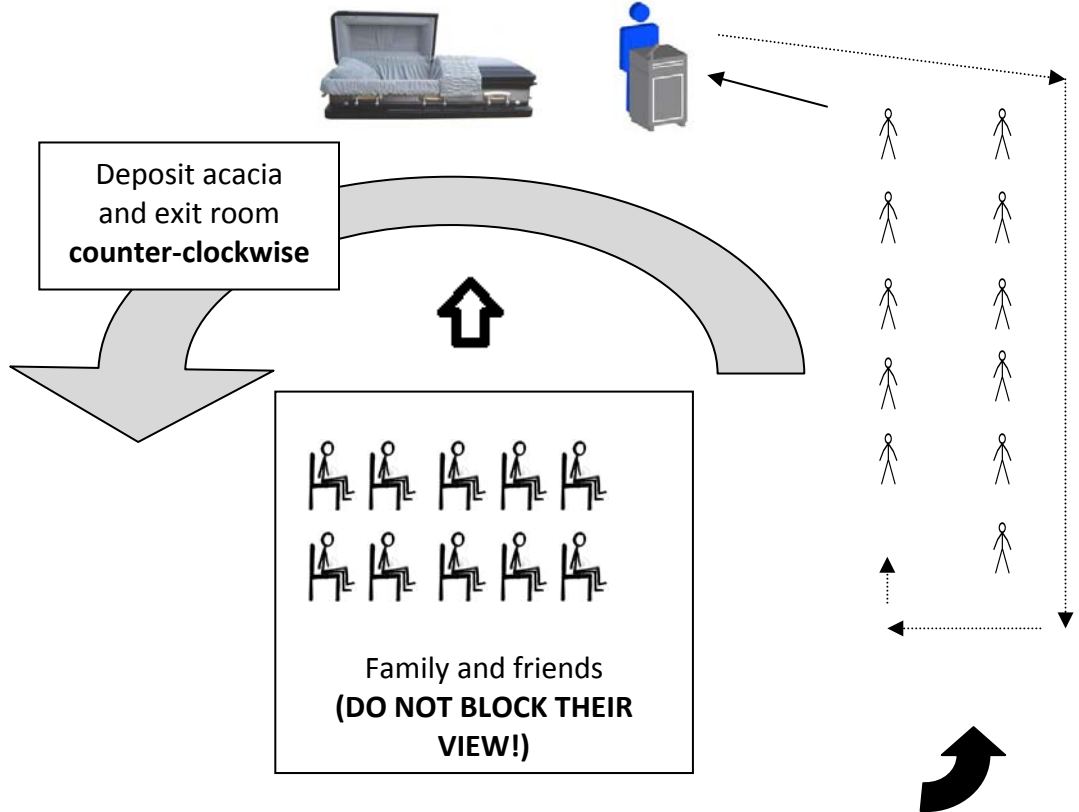 Deposit acacia
and exit room
counter-clockwise
Family and friends
(DO NOT BLOCK THEIR
VIEW!)